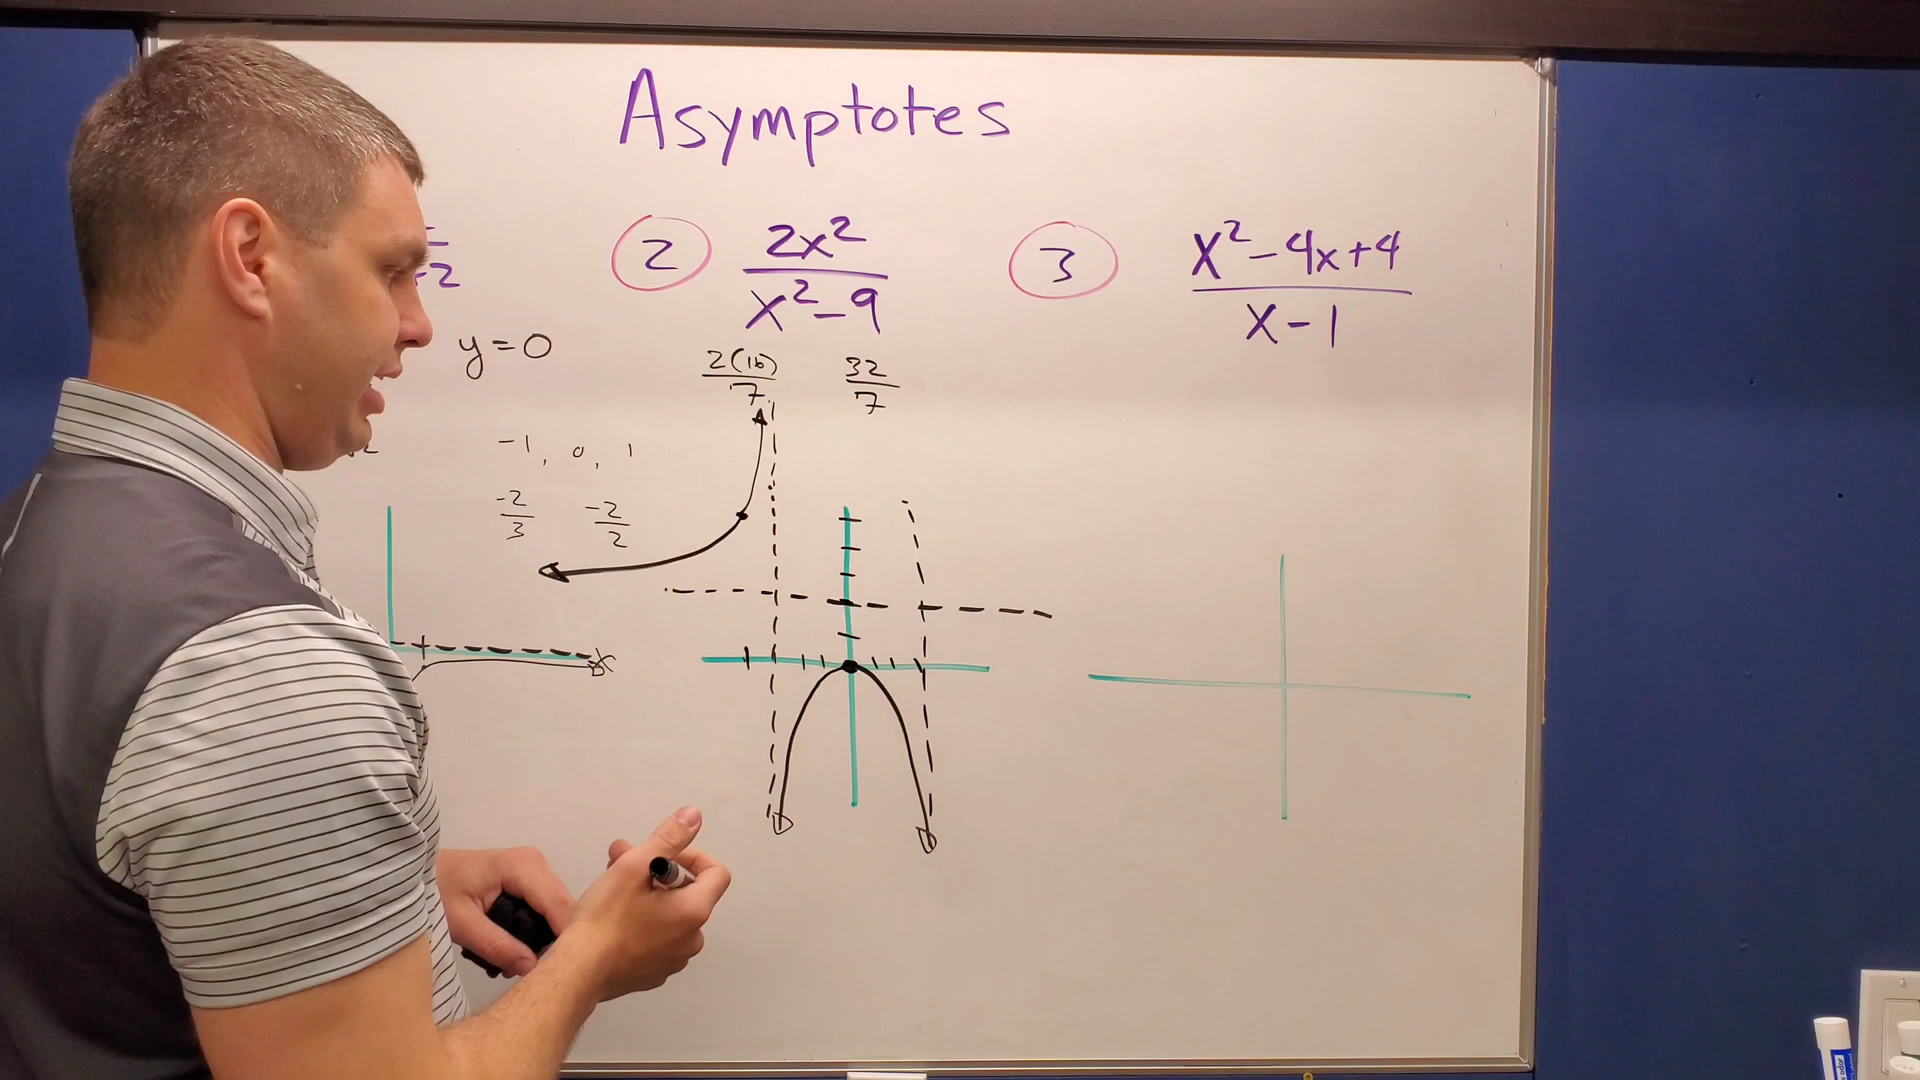 Asymptotes
-2
y=0
2
2x²
x²-9
3
x²-4x+4
x-1
2(16)
7
32
7
-1, 0, 1
-2
3
-2
2